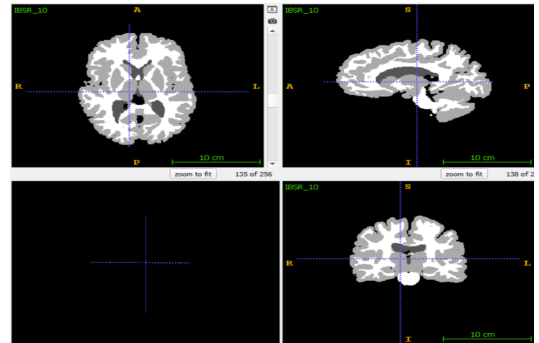 IBSR_10
A
A
R
L
P
10 cm
zoom to fit
135 of 256
IBSR_10
S
A
P
I
10 cm
zoom to fit
138 of 2
IBSR_10
S
R
L
I
10 cm